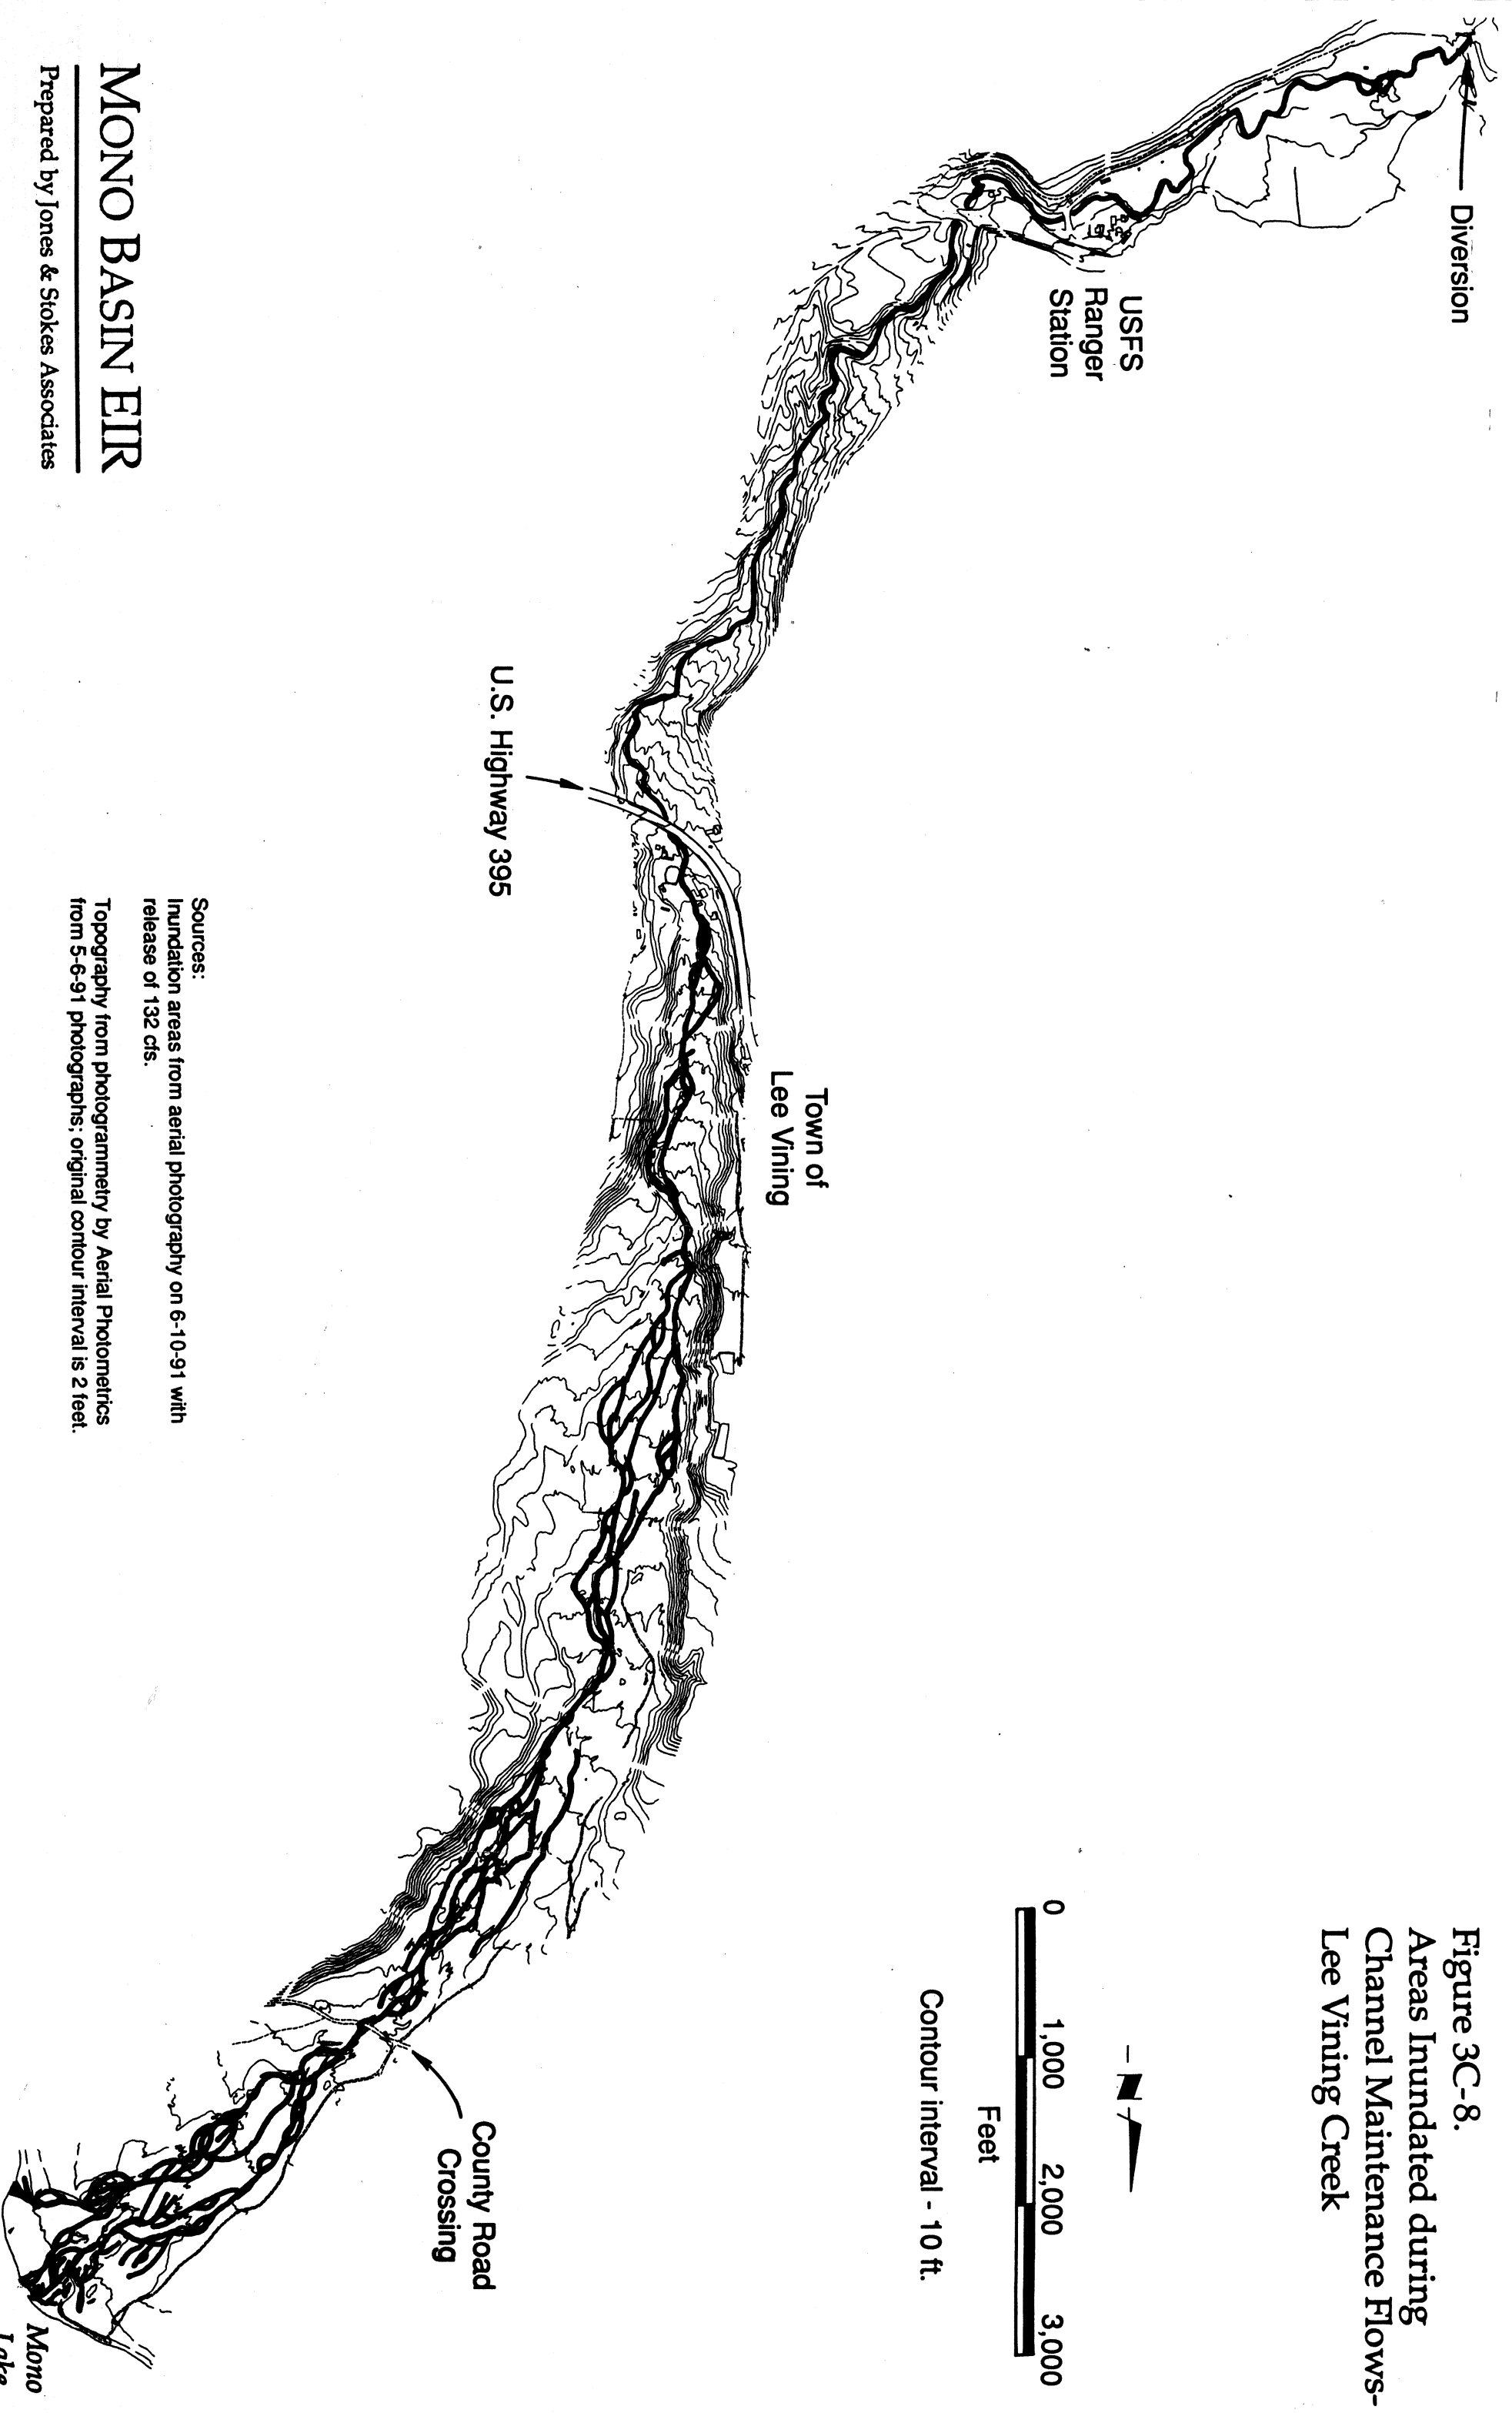 Figure 3C-8.
Areas Inundated during
Channel Maintenance Flows-
Lee Vining Creek
Diversion
USFS
Ranger
Station
N
0
1,000
2,000
3,000
Feet
Contour interval - 10 ft.
Town of
Lee Vining
U.S. Highway 395
County Road
Crossing
Mono
Lake
Sources:
Inundation areas from aerial photography on 6-10-91 with
release of 132 cfs.
Topography from photogrammetry by Aerial Photometrics
from 5-6-91 photographs; original contour interval is 2 feet.
MONO BASIN EIR
Prepared by Jones & Stokes Associates